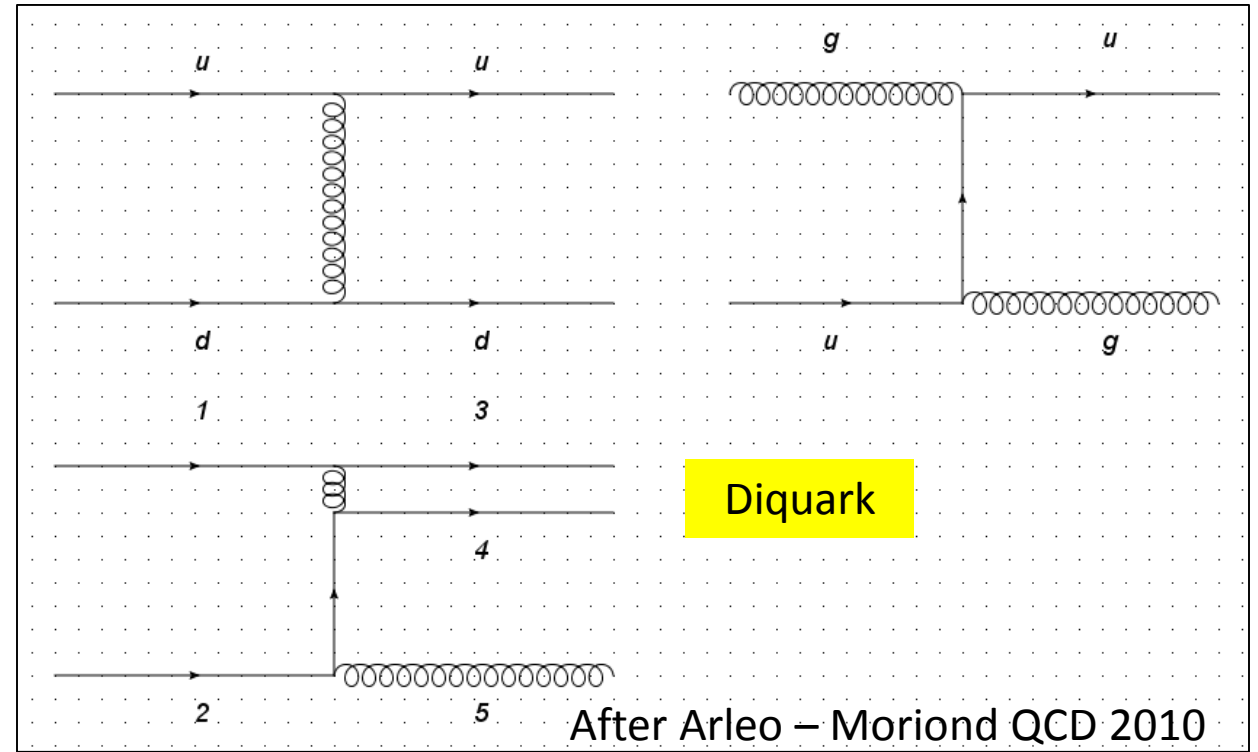 u u
d d
g u
u g
1 3
4
2 5
Diquark
After Arleo – Moriond QCD 2010